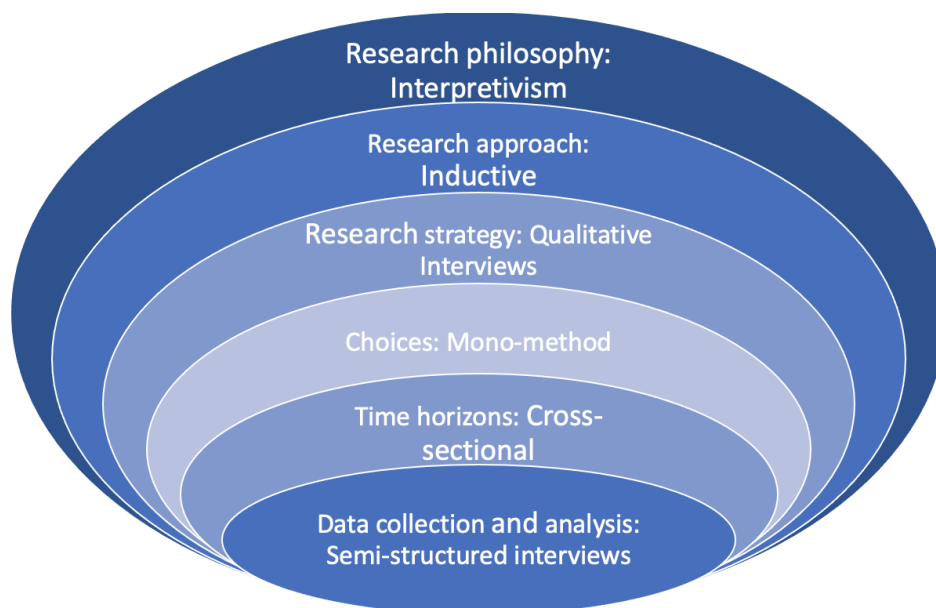 Research philosophy:
Interpretivism
Research approach:
Inductive
Research strategy: Qualitative
Interviews
Choices: Mono-method
Time horizons: Cross-
sectional
Data collection and analysis:
Semi-structured interviews